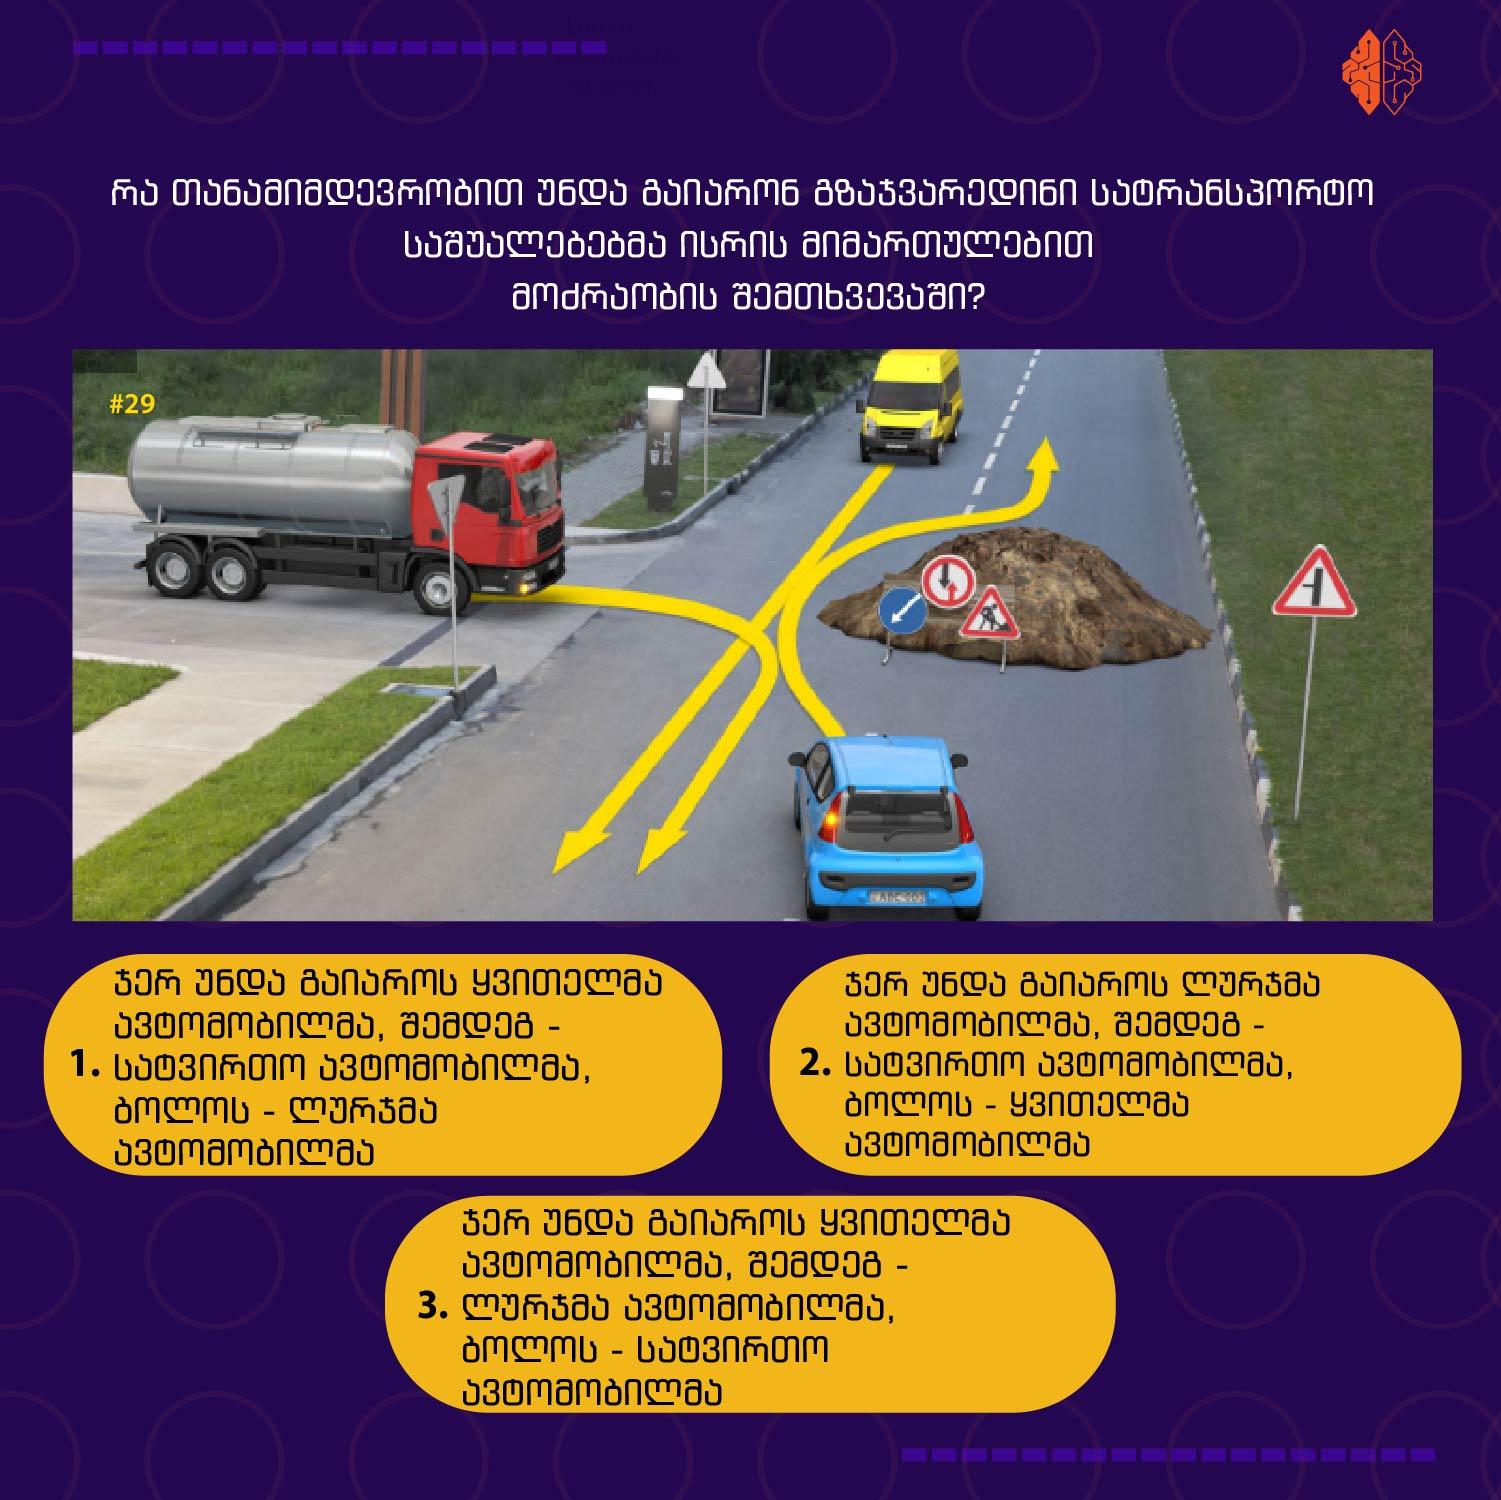 რა თანამიმდევრობით უნდა გაიარონ გზაჯვარედინი სატრანსპორტო
საშუალებებმა ისრის მიმართულებით
მოძრაობის შემთხვევაში?
#29
1. ჯერ უნდა გაიაროს ყვითელმა
ავტომობილმა, შემდეგ -
სატვირთო ავტომობილმა,
ბოლოს - ლურჯმა
ავტომობილმა
2. ჯერ უნდა გაიაროს ლურჯმა
ავტომობილმა, შემდეგ -
სატვირთო ავტომობილმა,
ბოლოს - ყვითელმა
ავტომობილმა
3. ჯერ უნდა გაიაროს ყვითელმა
ავტომობილმა, შემდეგ -
ლურჯმა ავტომობილმა,
ბოლოს - სატვირთო
ავტომობილმა